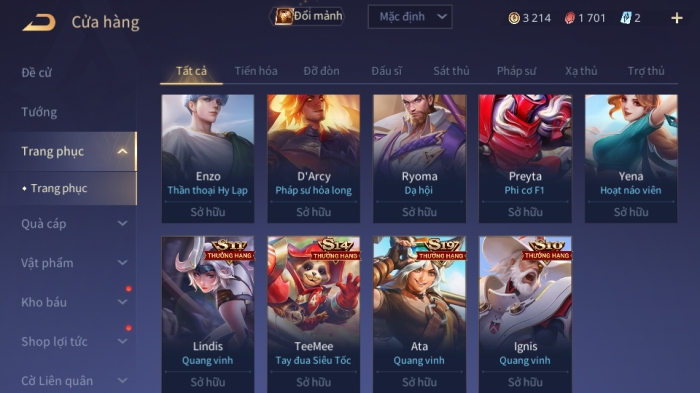 Cửa hàng
Đổi mảnh
Mặc định
3 214
1 701
2
Đề cử
Tướng
Trang phục
Trang phục
Quà cáp
Vật phẩm
Kho báu
Shop lợi tức
Cờ Liên quân
Tất cả
Tiến hóa
Đỡ đòn
Đấu sĩ
Sát thủ
Pháp sư
Xạ thủ
Trợ thủ
Enzo
Thần thoại Hy Lạp
Sở hữu
D'Arcy
Pháp sư hỏa long
Sở hữu
Ryoma
Dạ hội
Sở hữu
Preyta
Phi cơ F1
Sở hữu
Yena
Hoạt náo viên
Sở hữu
S11
THƯỞNG HẠNG
Lindis
Quang vinh
Sở hữu
S14
THƯỞNG HẠNG
TeeMee
Tay đua Siêu Tốc
Sở hữu
S19
THƯỞNG HẠNG
Ata
Quang vinh
Sở hữu
S10
THƯỞNG HẠNG
Ignis
Quang vinh
Sở hữu